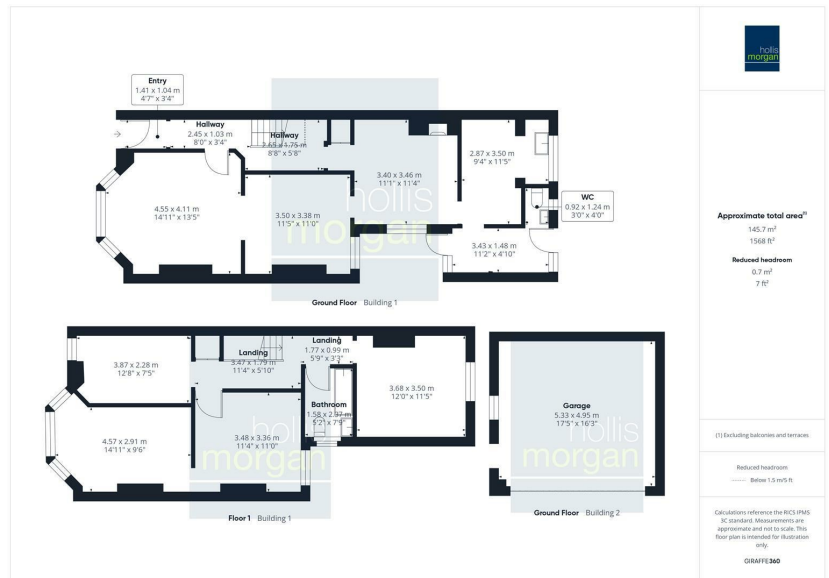 Entry
1.41 x 1.04 m
4'7" x 3'4"
Hallway
2.45 x 1.03 m
8'0" x 3'4"
Hallway
2.65 x 1.75 m
8'8" x 5'8"
4.55 x 4.11 m
14'11" x 13'5"
3.50 x 3.38 m
11'5" x 11'0"
3.40 x 3.46 m
11'1" x 11'4"
2.87 x 3.50 m
9'4" x 11'5"
WC
0.92 x 1.24 m
3'0" x 4'0"
3.43 x 1.48 m
11'2" x 4'10"
hollis
morgan
Ground Floor Building 1
3.87 x 2.28 m
12'8" x 7'5"
Landing
3.47 x 1.79 m
11'4" x 5'10"
Landing
1.77 x 0.99 m
5'9" x 3'3"
4.57 x 2.91 m
14'11" x 9'6"
3.48 x 3.36 m
11'4" x 11'0"
Bathroom
1.58 x 2.37 m
5'2" x 7'9"
3.68 x 3.50 m
12'0" x 11'5"
hollis
morgan
Floor 1 Building 1
Garage
5.33 x 4.95 m
17'5" x 16'3"
hollis
morgan
Ground Floor Building 2
hollis
morgan
Approximate total area(1)
145.7 m²
1568 ft²
Reduced headroom
0.7 m²
7 ft²
(1) Excluding balconies and terraces
Reduced headroom
Below 1.5 m/5 ft
Calculations reference the RICS IPMS
3C standard. Measurements are
approximate and not to scale. This
floor plan is intended for illustration
only.
GIRAFFE360